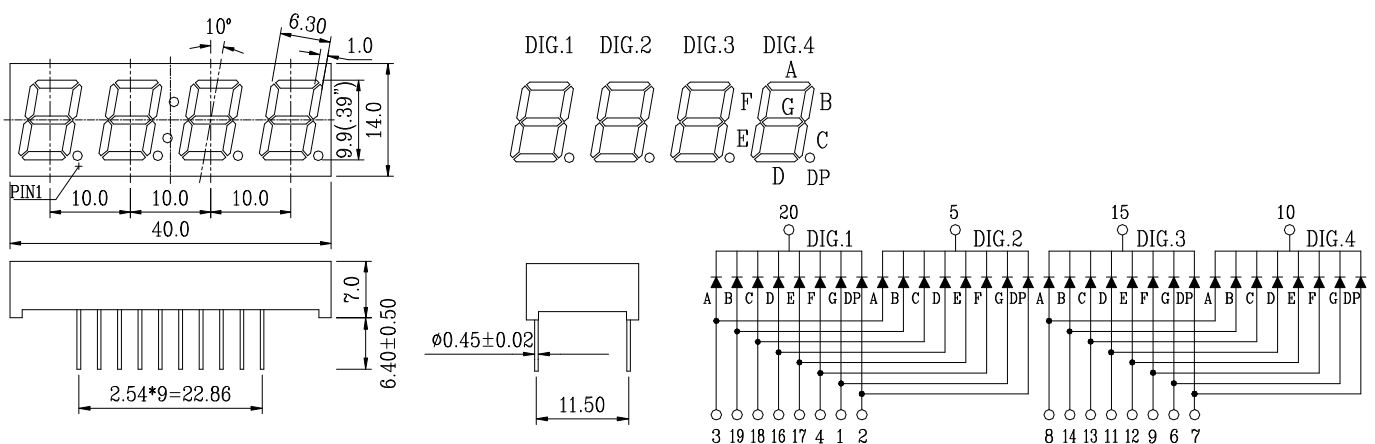 10°
6.30
1.0
9.9(.39")
14.0
PIN1
10.0 10.0 10.0
40.0
7.0
6.40±0.50
2.54*9=22.86
ø0.45±0.02
11.50
DIG.1 DIG.2 DIG.3 DIG.4
A
F G B
E C
D DP
20 5 15 10
DIG.1 DIG.2 DIG.3 DIG.4
A B C D E F G DP A B C D E F G DP A B C D E F G DP A B C D E F G DP
3 19 18 16 17 4 1 2 8 14 13 11 12 9 6 7